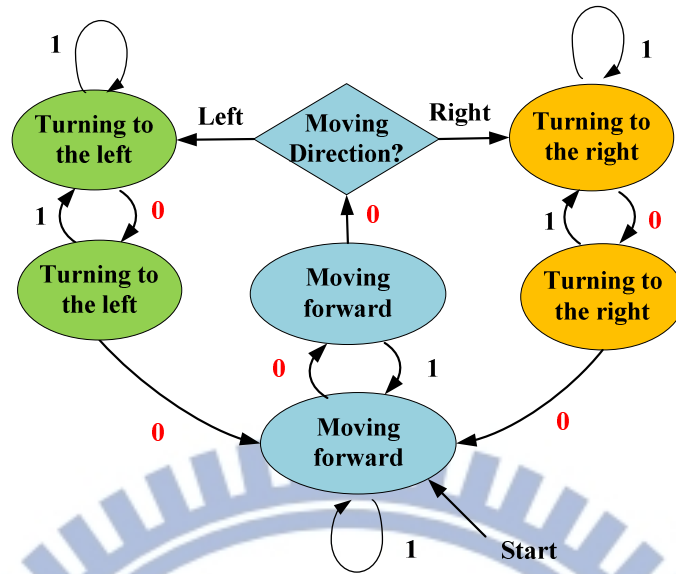 1
1
Left
Right
Turning to
the left
Moving
Direction?
Turning to
the right
1
0
0
1
0
Turning to
the left
Moving
forward
Turning to
the right
0
1
0
0
Moving
forward
1
Start